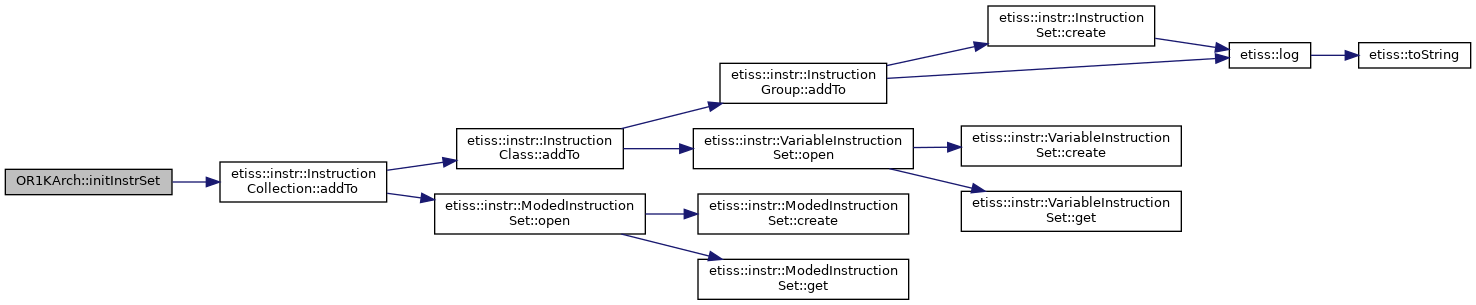 OR1KArch::initInstrSet
etiss::instr::Instruction
Collection::addTo
etiss::instr::Instruction
Class::addTo
etiss::instr::Instruction
Group::addTo
etiss::instr::Instruction
Set::create
etiss::log
etiss::toString
etiss::instr::VariableInstruction
Set::open
etiss::instr::VariableInstruction
Set::create
etiss::instr::VariableInstruction
Set::get
etiss::instr::ModedInstruction
Set::open
etiss::instr::ModedInstruction
Set::create
etiss::instr::ModedInstruction
Set::get